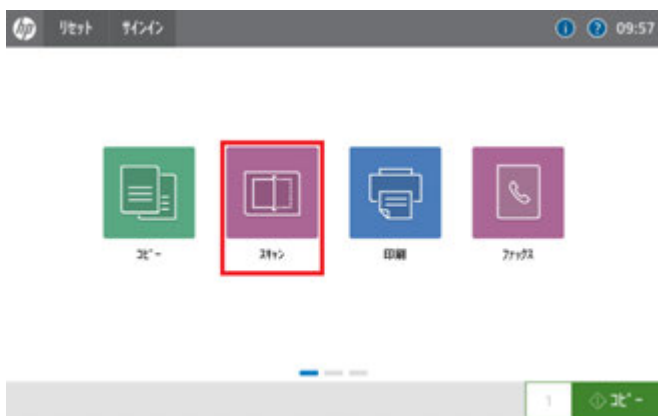 hp リセット サインイン 09:57
コピー スキャン 印刷 ファックス
1 コピー